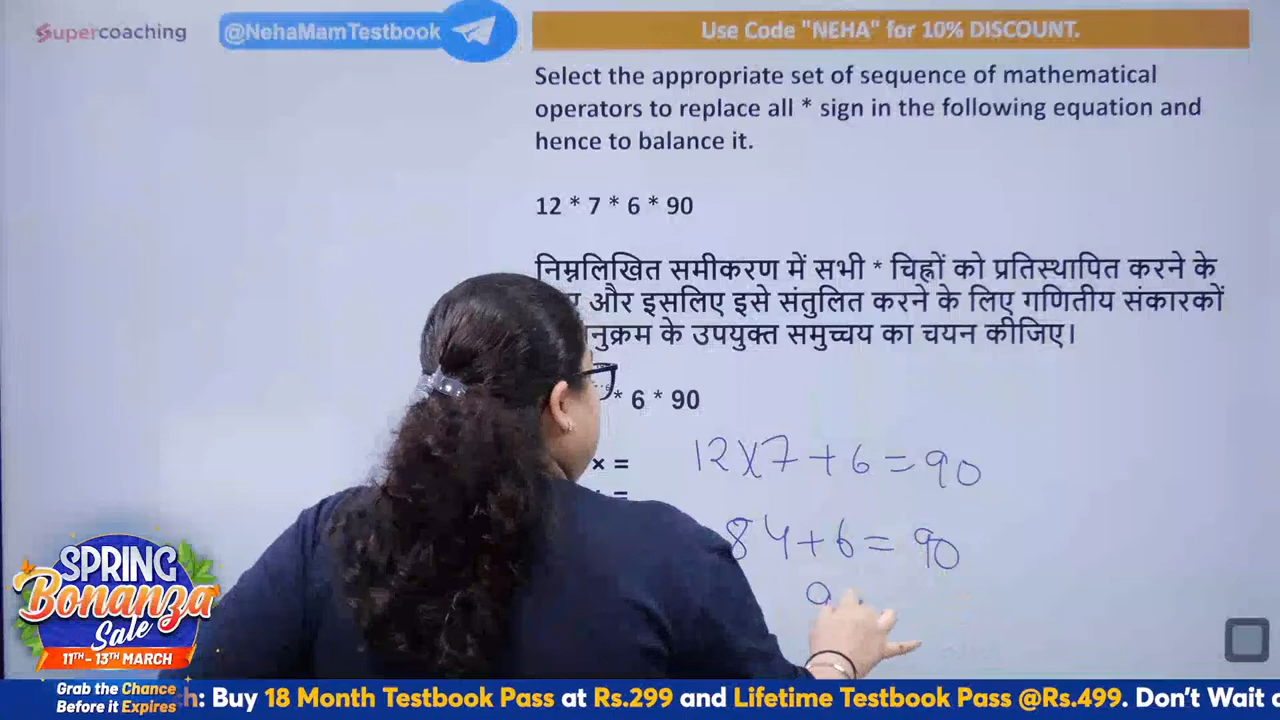 Supercoaching
@NehaMamTestbook
Use Code "NEHA" for 10% DISCOUNT.
Select the appropriate set of sequence of mathematical
operators to replace all * sign in the following equation and
hence to balance it.
12 * 7 * 6 * 90
निम्नलिखित समीकरण में सभी * चिह्नों को प्रतिस्थापित करने के
और इसलिए इसे संतुलित करने के लिए गणितीय संकारकों
के उपयुक्त समुच्चय का चयन कीजिए।
* 6 * 90
× =
12×7+6=90
84+6=90
SPRING
Bonanza
Sale
11TH - 13TH MARCH
Grab the Chance
Before it Expires
: Buy 18 Month Testbook Pass at Rs.299 and Lifetime Testbook Pass @Rs.499. Don't Wait